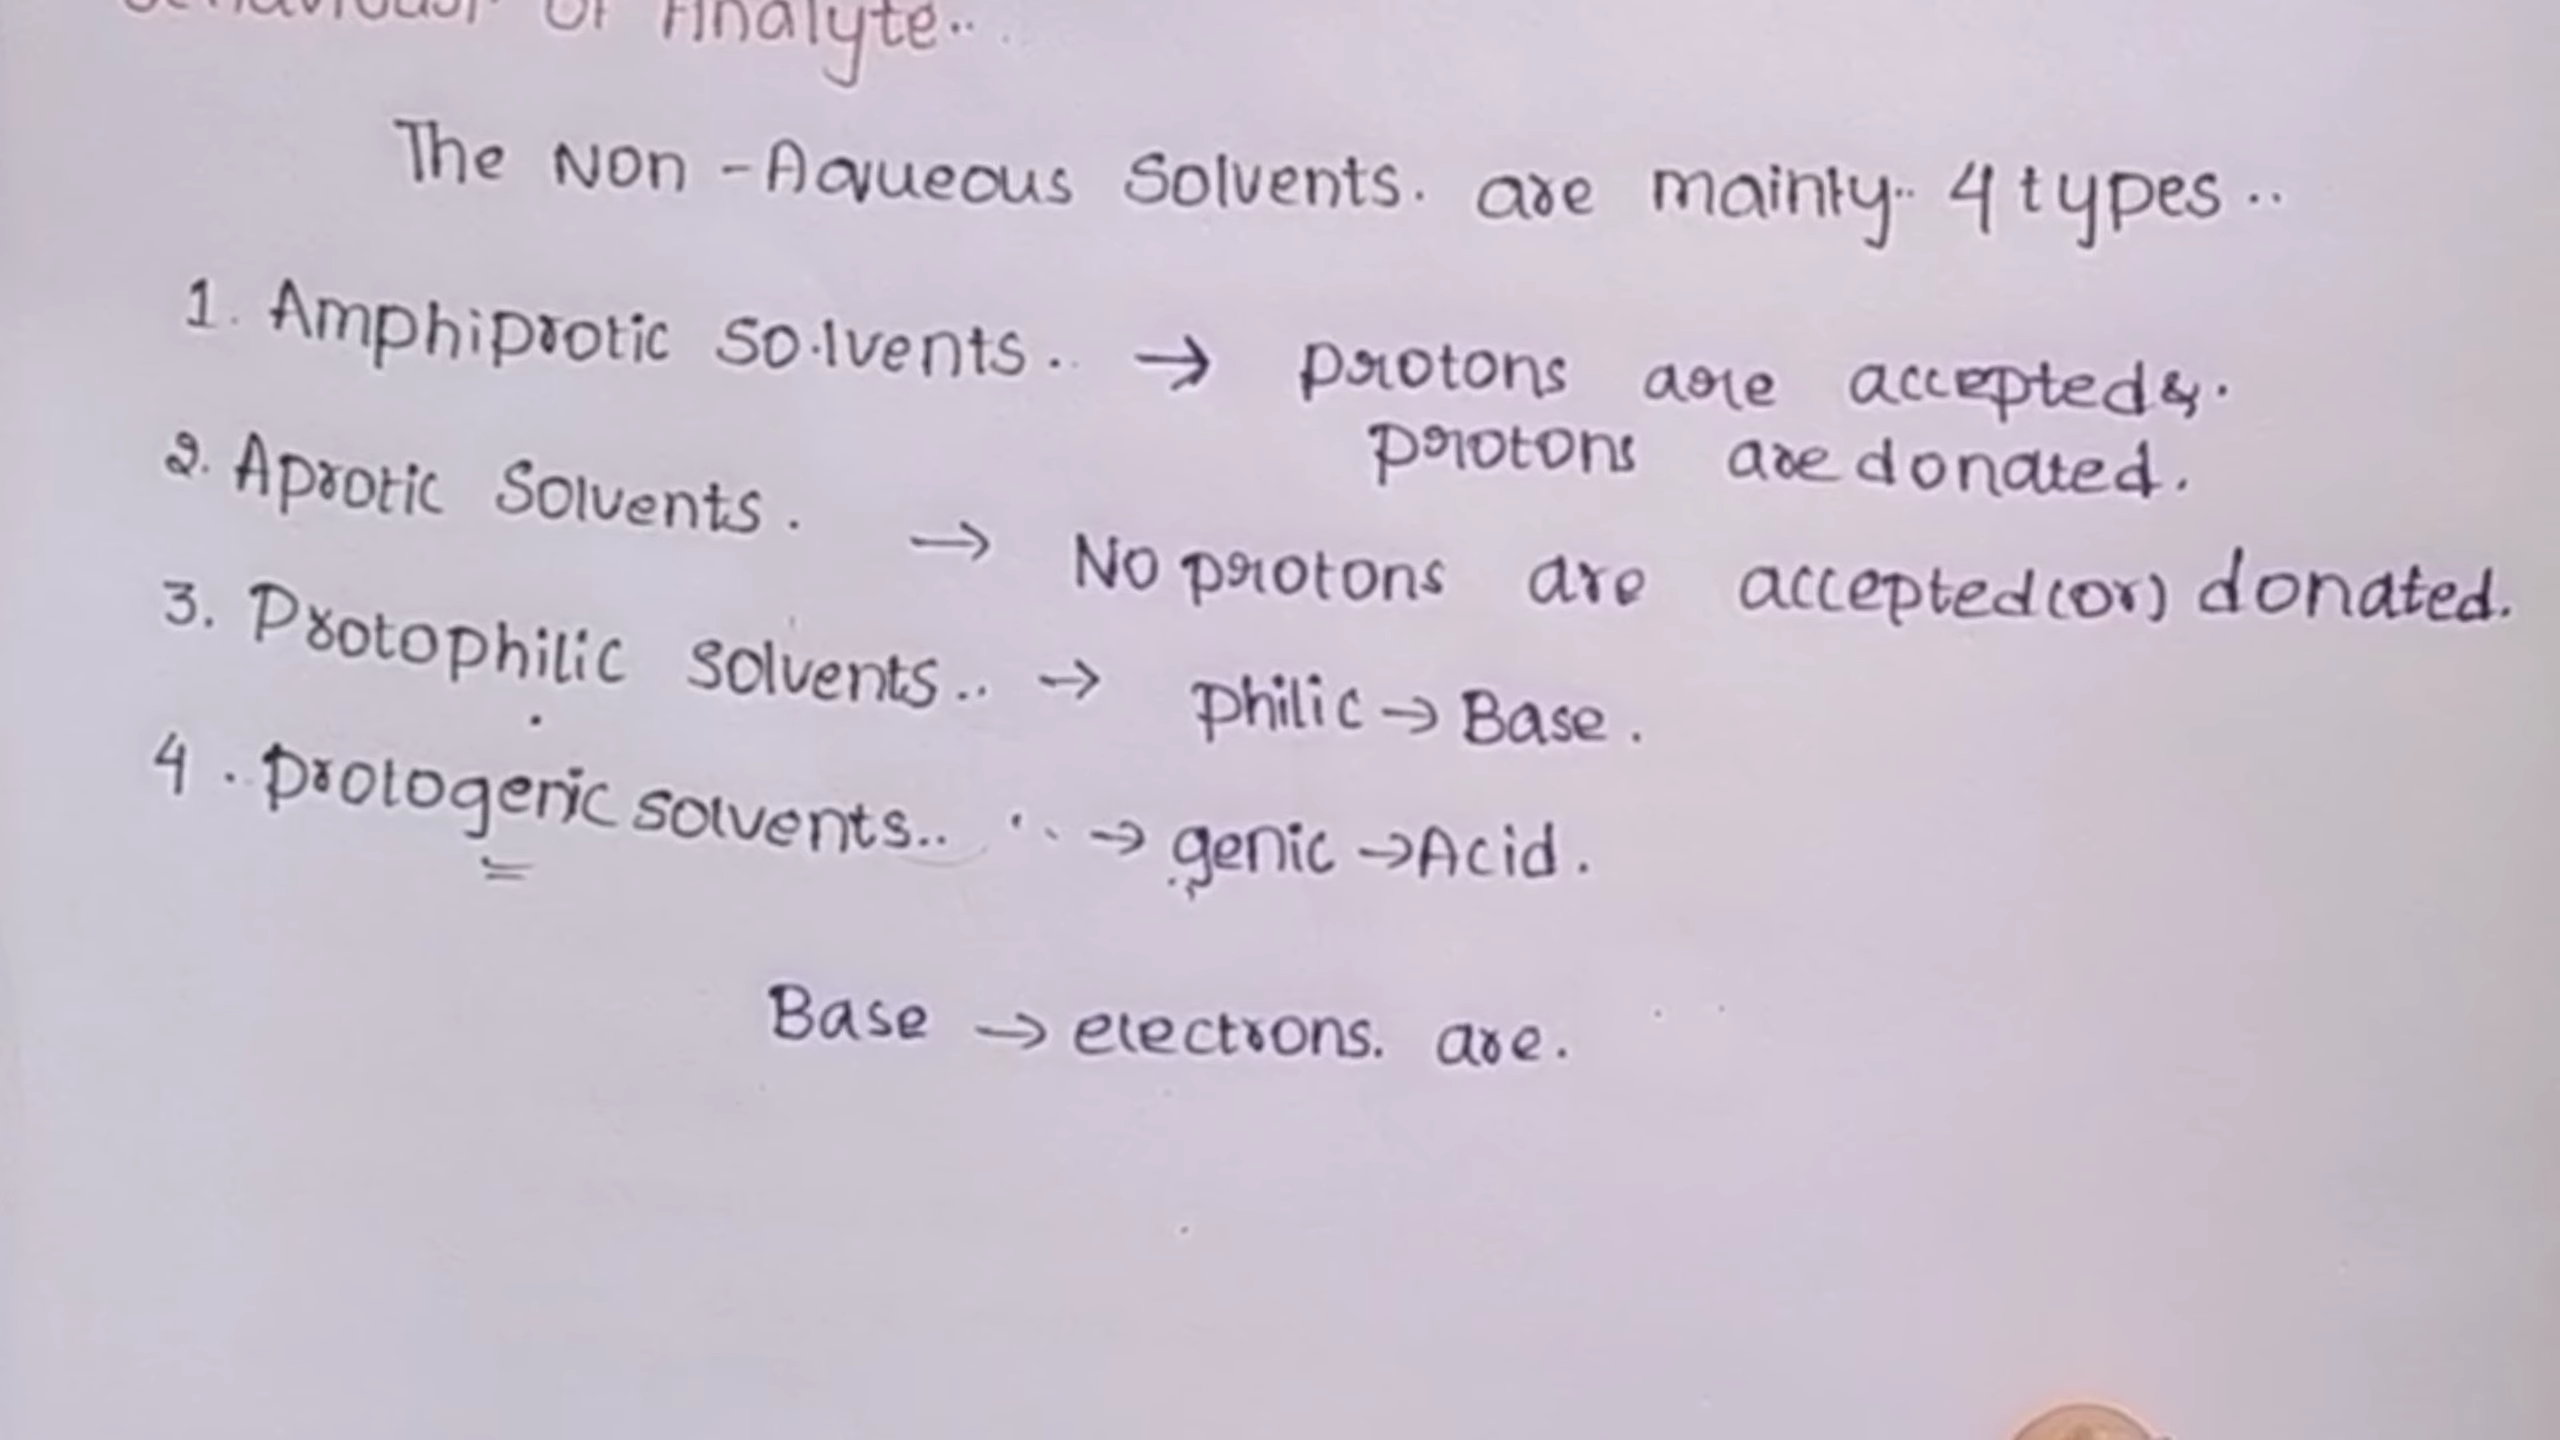 Behaviour of Analyte..
The Non-Aqueous Solvents. are mainly.. 4 types..
1. Amphiprotic Solvents.. → protons are accepted &.
protons are donated.
2. Aprotic Solvents. → No protons are accepted (or) donated.
3. Protophilic solvents.. → philic → Base.
4. protogenic solvents.. → genic → Acid.
Base → electrons. are.